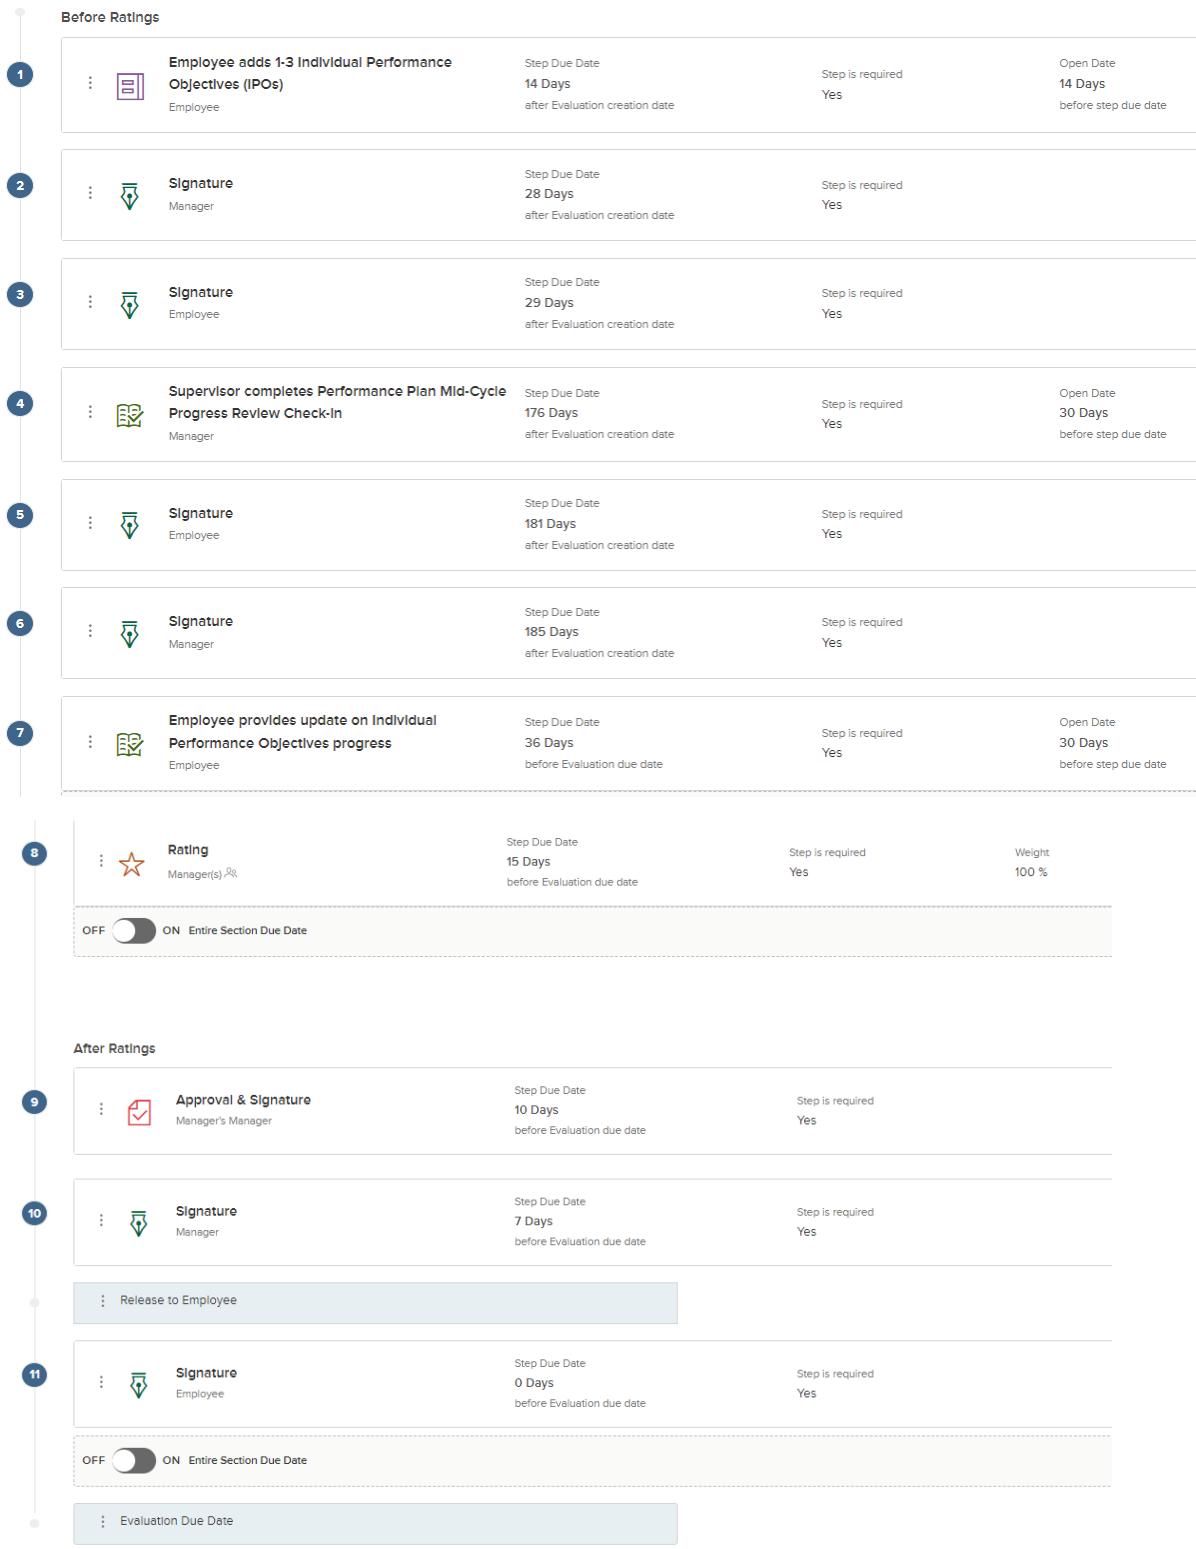 Before Ratings
1
Employee adds 1-3 Individual Performance
Objectives (IPOs)
Employee
Step Due Date
14 Days
after Evaluation creation date
Step is required
Yes
Open Date
14 Days
before step due date
2
Signature
Manager
Step Due Date
28 Days
after Evaluation creation date
Step is required
Yes
3
Signature
Employee
Step Due Date
29 Days
after Evaluation creation date
Step is required
Yes
4
Supervisor completes Performance Plan Mid-Cycle
Progress Review Check-In
Manager
Step Due Date
176 Days
after Evaluation creation date
Step is required
Yes
Open Date
30 Days
before step due date
5
Signature
Employee
Step Due Date
181 Days
after Evaluation creation date
Step is required
Yes
6
Signature
Manager
Step Due Date
185 Days
after Evaluation creation date
Step is required
Yes
7
Employee provides update on Individual
Performance Objectives progress
Employee
Step Due Date
36 Days
before Evaluation due date
Step is required
Yes
Open Date
30 Days
before step due date
8
Rating
Manager(s)
Step Due Date
15 Days
before Evaluation due date
Step is required
Yes
Weight
100 %
OFF ON Entire Section Due Date
After Ratings
9
Approval & Signature
Manager's Manager
Step Due Date
10 Days
before Evaluation due date
Step is required
Yes
10
Signature
Manager
Step Due Date
7 Days
before Evaluation due date
Step is required
Yes
Release to Employee
11
Signature
Employee
Step Due Date
0 Days
before Evaluation due date
Step is required
Yes
OFF ON Entire Section Due Date
Evaluation Due Date